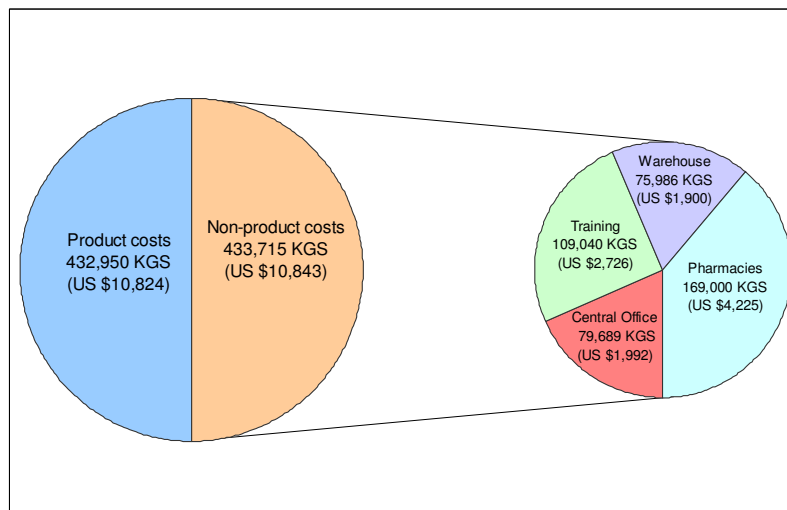 Product costs
432,950 KGS
(US $10,824)
Non-product costs
433,715 KGS
(US $10,843)
Warehouse
75,986 KGS
(US $1,900)
Training
109,040 KGS
(US $2,726)
Pharmacies
169,000 KGS
(US $4,225)
Central Office
79,689 KGS
(US $1,992)